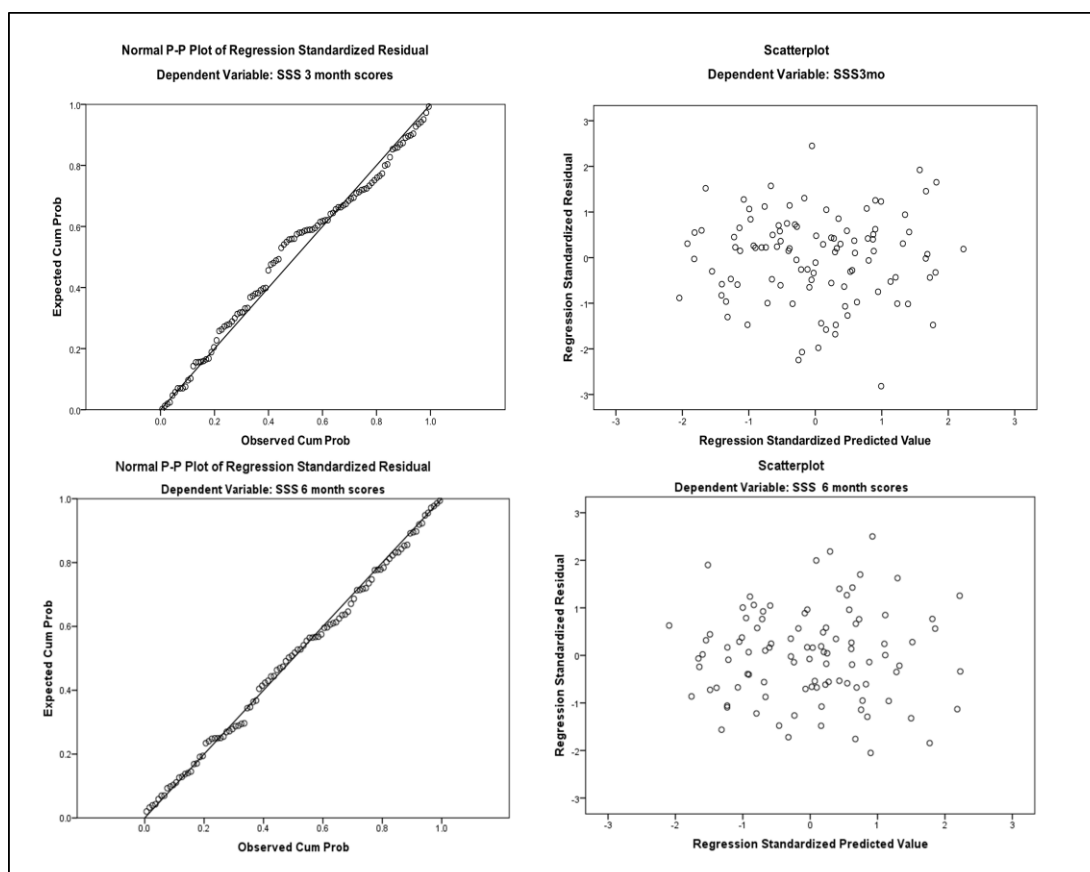 Normal P-P Plot of Regression Standardized Residual
Dependent Variable: SSS 3 month scores
Expected Cum Prob
1.0
0.8
0.6
0.4
0.2
0.0
0.0 0.2 0.4 0.6 0.8 1.0
Observed Cum Prob
Scatterplot
Dependent Variable: SSS3mo
Regression Standardized Residual
3
2
1
0
-1
-2
-3
-3 -2 -1 0 1 2 3
Regression Standardized Predicted Value
Normal P-P Plot of Regression Standardized Residual
Dependent Variable: SSS 6 month scores
Expected Cum Prob
1.0
0.8
0.6
0.4
0.2
0.0
0.0 0.2 0.4 0.6 0.8 1.0
Observed Cum Prob
Scatterplot
Dependent Variable: SSS 6 month scores
Regression Standardized Residual
3
2
1
0
-1
-2
-3
-3 -2 -1 0 1 2 3
Regression Standardized Predicted Value